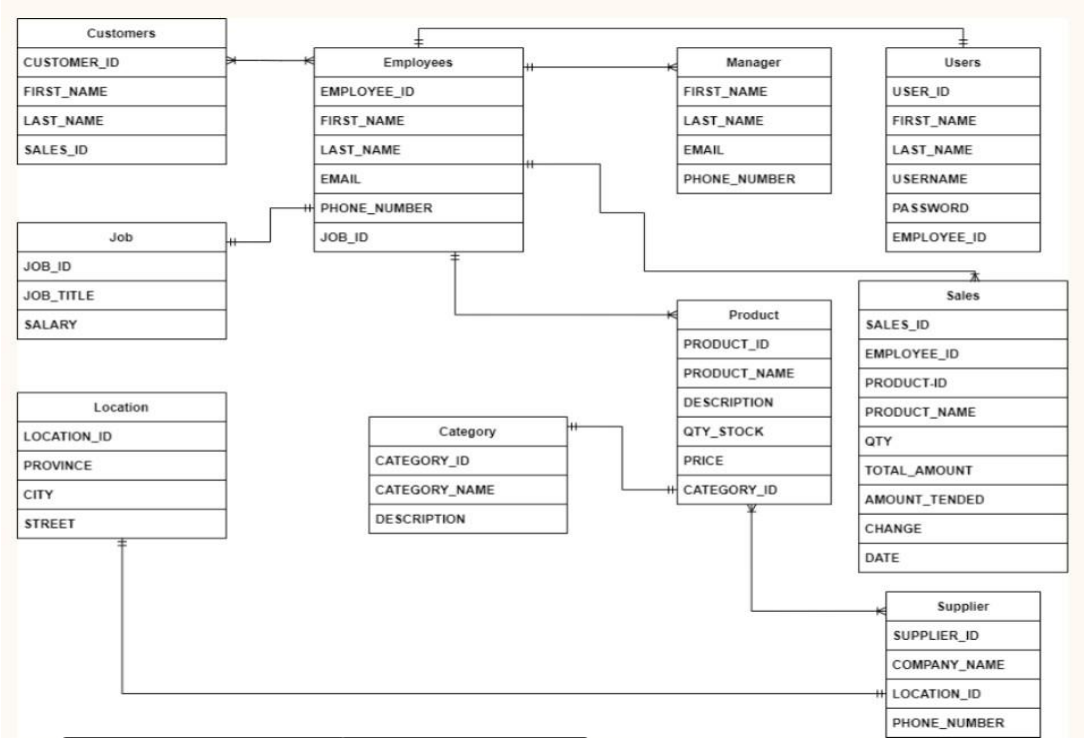 Customers
CUSTOMER_ID
FIRST_NAME
LAST_NAME
SALES_ID
Employees
EMPLOYEE_ID
FIRST_NAME
LAST_NAME
EMAIL
PHONE_NUMBER
JOB_ID
Manager
FIRST_NAME
LAST_NAME
EMAIL
PHONE_NUMBER
Users
USER_ID
FIRST_NAME
LAST_NAME
USERNAME
PASSWORD
EMPLOYEE_ID
Job
JOB_ID
JOB_TITLE
SALARY
Product
PRODUCT_ID
PRODUCT_NAME
DESCRIPTION
QTY_STOCK
PRICE
CATEGORY_ID
Sales
SALES_ID
EMPLOYEE_ID
PRODUCT-ID
PRODUCT_NAME
QTY
TOTAL_AMOUNT
AMOUNT_TENDED
CHANGE
DATE
Location
LOCATION_ID
PROVINCE
CITY
STREET
Category
CATEGORY_ID
CATEGORY_NAME
DESCRIPTION
Supplier
SUPPLIER_ID
COMPANY_NAME
LOCATION_ID
PHONE_NUMBER